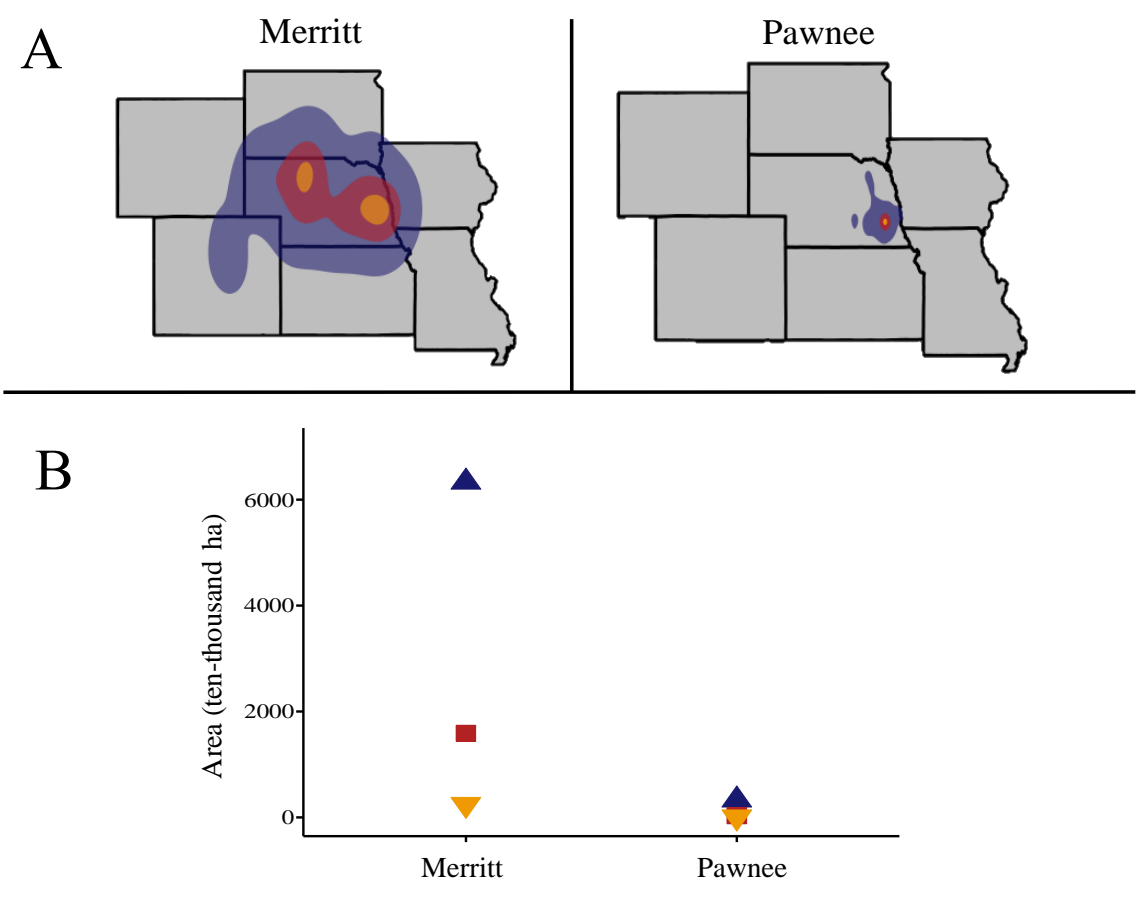 A
Merritt
Pawnee
B
Area (ten-thousand ha)
6000
4000
2000
0
Merritt
Pawnee